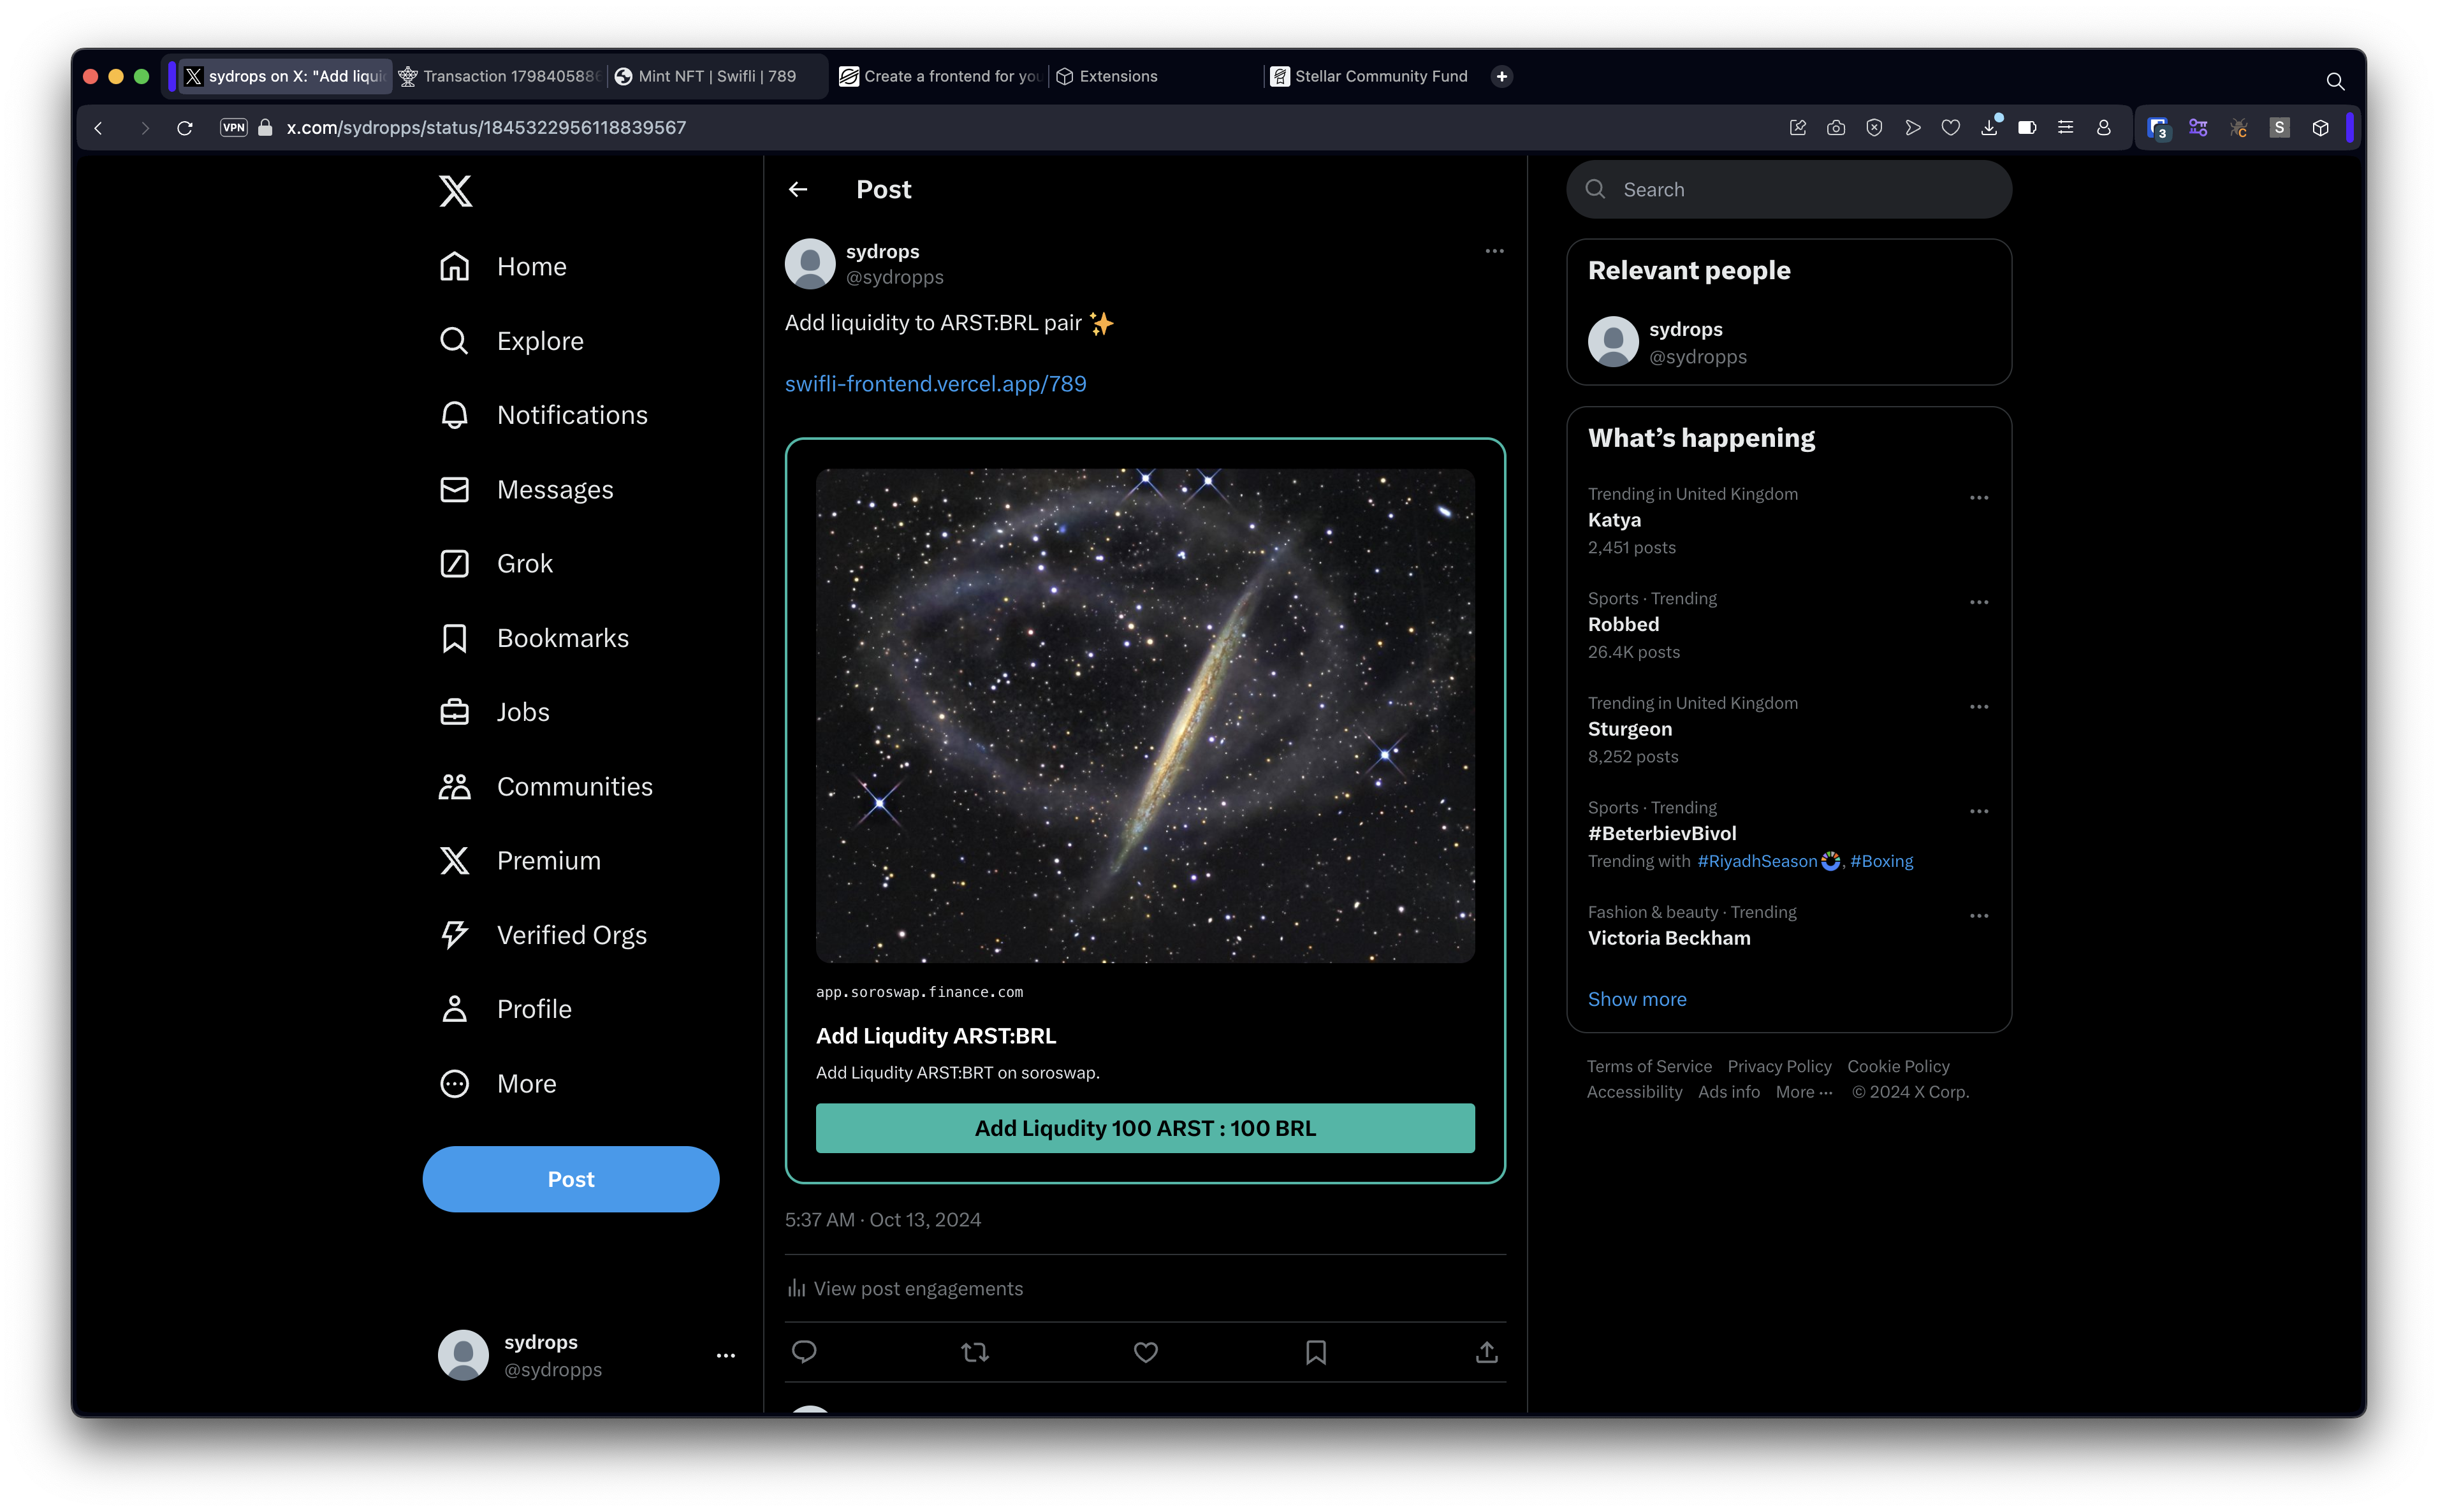 sydrops on X: "Add liquic
Transaction 1798405886
Mint NFT | Swifli | 789
Create a frontend for you
Extensions
Stellar Community Fund
VPN
x.com/sydropps/status/1845322956118839567
3
C
S
Home
Explore
Notifications
Messages
Grok
Bookmarks
Jobs
Communities
Premium
Verified Orgs
Profile
More
Post
sydrops
@sydropps
Post
sydrops
@sydropps
Add liquidity to ARST:BRL pair ✨
swifli-frontend.vercel.app/789
app.soroswap.finance.com
Add Liqudity ARST:BRL
Add Liqudity ARST:BRT on soroswap.
Add Liqudity 100 ARST : 100 BRL
5:37 AM · Oct 13, 2024
View post engagements
Search
Relevant people
sydrops
@sydropps
What’s happening
Trending in United Kingdom
Katya
2,451 posts
Sports · Trending
Robbed
26.4K posts
Trending in United Kingdom
Sturgeon
8,252 posts
Sports · Trending
#BeterbievBivol
Trending with #RiyadhSeason, #Boxing
Fashion & beauty · Trending
Victoria Beckham
Show more
Terms of Service Privacy Policy Cookie Policy
Accessibility Ads info More ··· © 2024 X Corp.